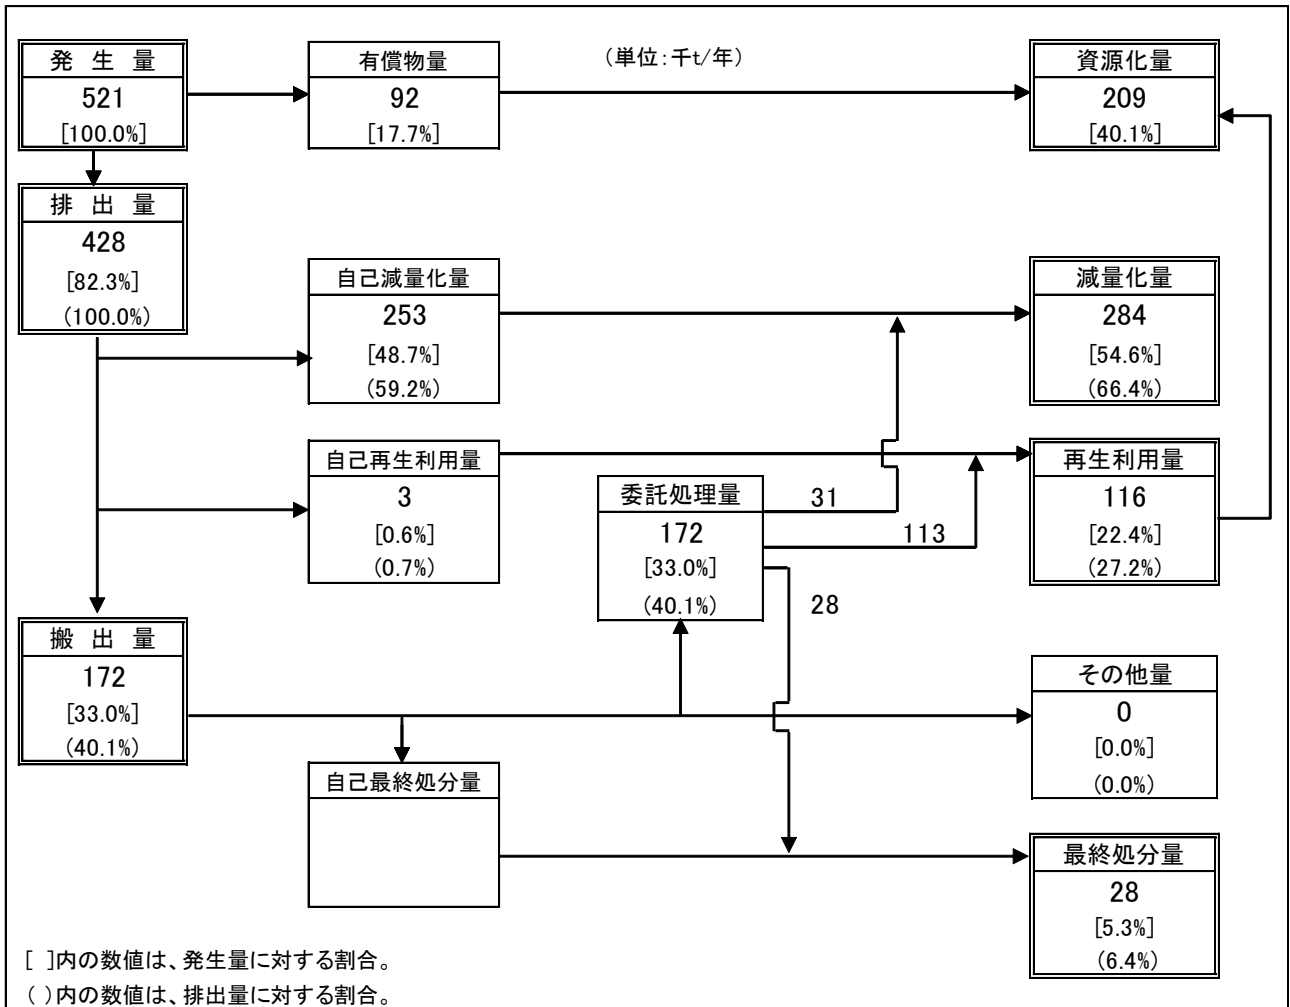 発 生 量
521
[100.0%]
有償物量
92
[17.7%]
(単位:千t/年)
資源化量
209
[40.1%]
排 出 量
428
[82.3%]
(100.0%)
自己減量化量
253
[48.7%]
(59.2%)
減量化量
284
[54.6%]
(66.4%)
自己再生利用量
3
[0.6%]
(0.7%)
委託処理量
172
[33.0%]
(40.1%)
31
113
28
再生利用量
116
[22.4%]
(27.2%)
搬 出 量
172
[33.0%]
(40.1%)
その他量
0
[0.0%]
(0.0%)
自己最終処分量
最終処分量
28
[5.3%]
(6.4%)
[ ]内の数値は、発生量に対する割合。
( )内の数値は、排出量に対する割合。